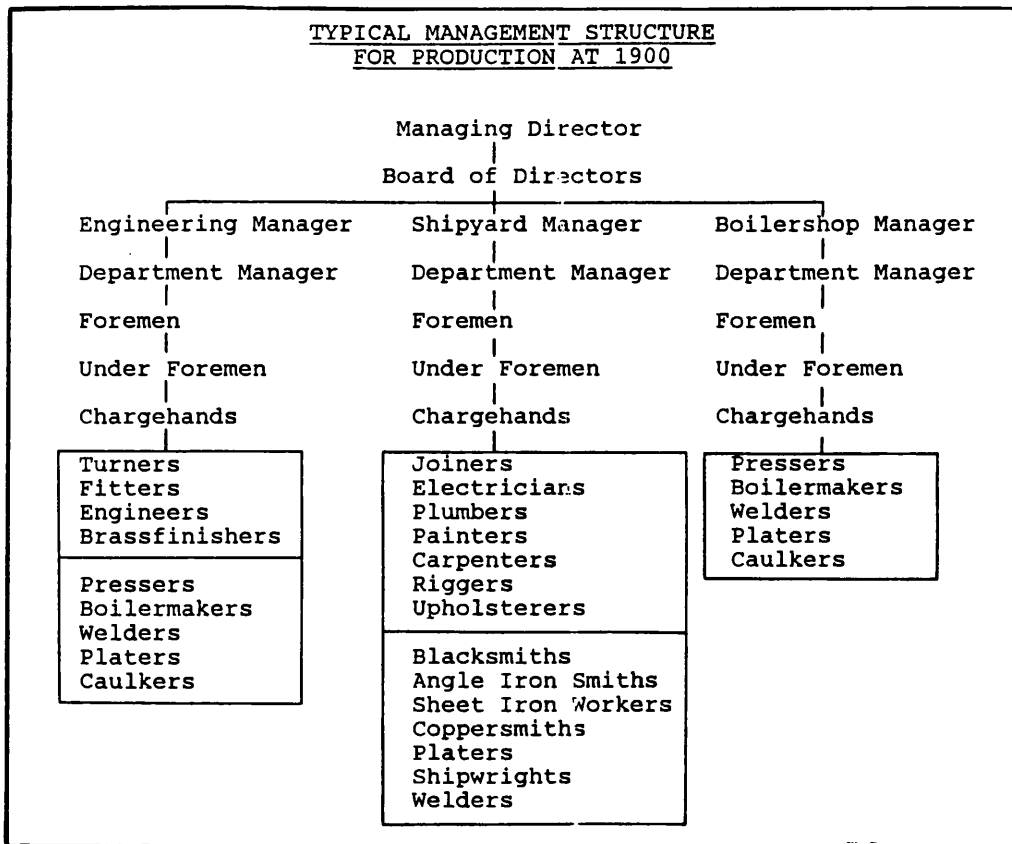 TYPICAL MANAGEMENT STRUCTURE
FOR PRODUCTION AT 1900
Managing Director
Board of Directors
Engineering Manager Shipyard Manager Boilershop Manager
Department Manager Department Manager Department Manager
Foremen Foremen Foremen
Under Foremen Under Foremen Under Foremen
Chargehands Chargehands Chargehands
Turners
Fitters
Engineers
Brassfinishers
Pressers
Boilermakers
Welders
Platers
Caulkers
Joiners
Electricians
Plumbers
Painters
Carpenters
Riggers
Upholsterers
Blacksmiths
Angle Iron Smiths
Sheet Iron Workers
Coppersmiths
Platers
Shipwrights
Welders
Pressers
Boilermakers
Welders
Platers
Caulkers